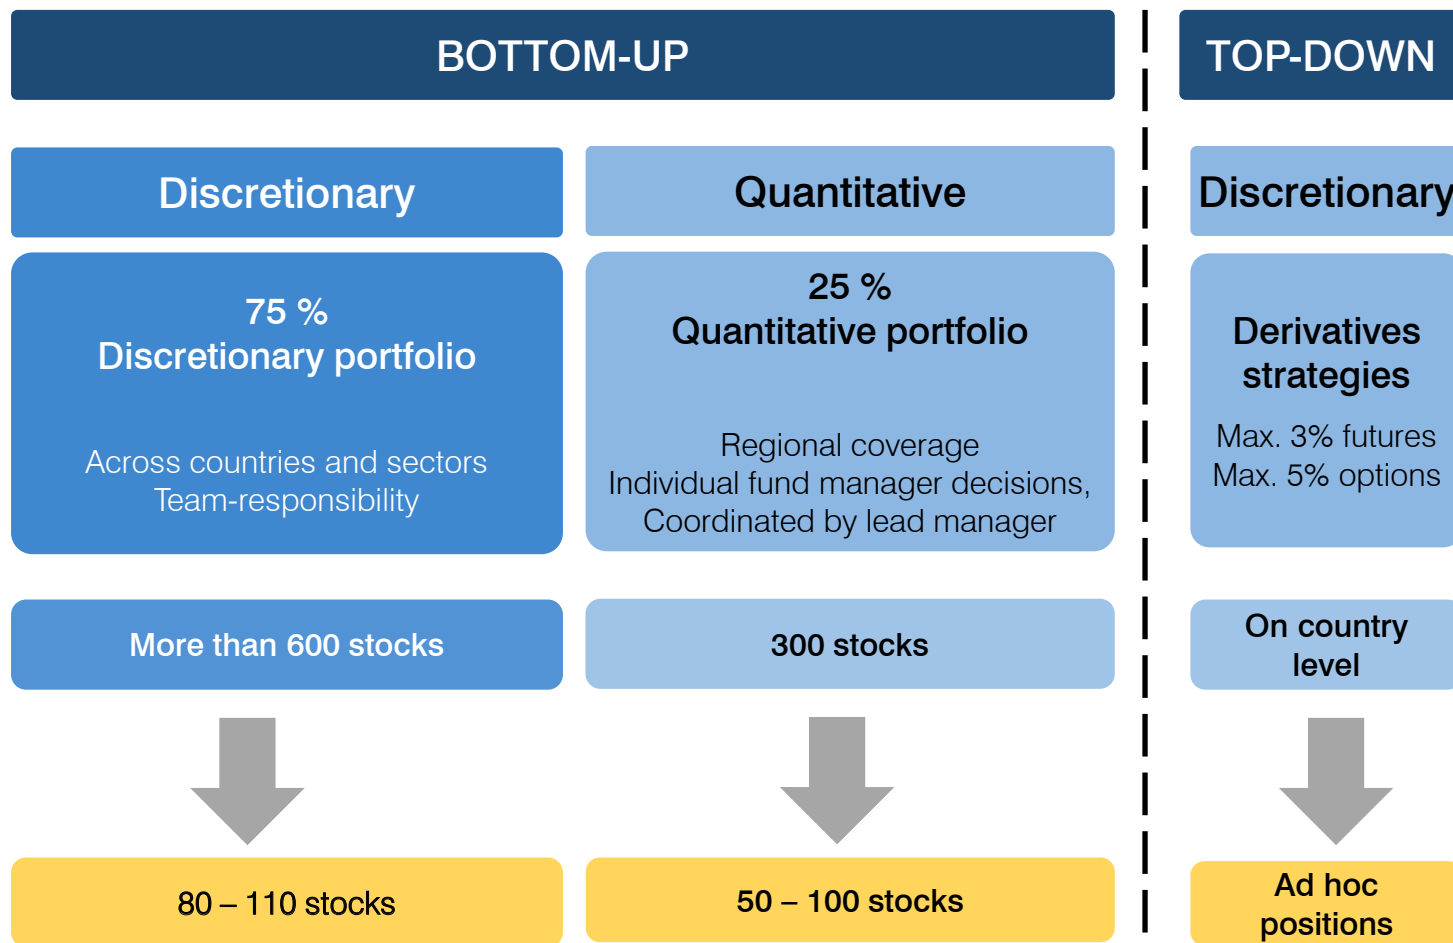 BOTTOM-UP
TOP-DOWN
Discretionary
Quantitative
Discretionary
75 %
Discretionary portfolio
Across countries and sectors
Team-responsibility
25 %
Quantitative portfolio
Regional coverage
Individual fund manager decisions,
Coordinated by lead manager
Derivatives
strategies
Max. 3% futures
Max. 5% options
More than 600 stocks
300 stocks
On country
level
80 – 110 stocks
50 – 100 stocks
Ad hoc
positions